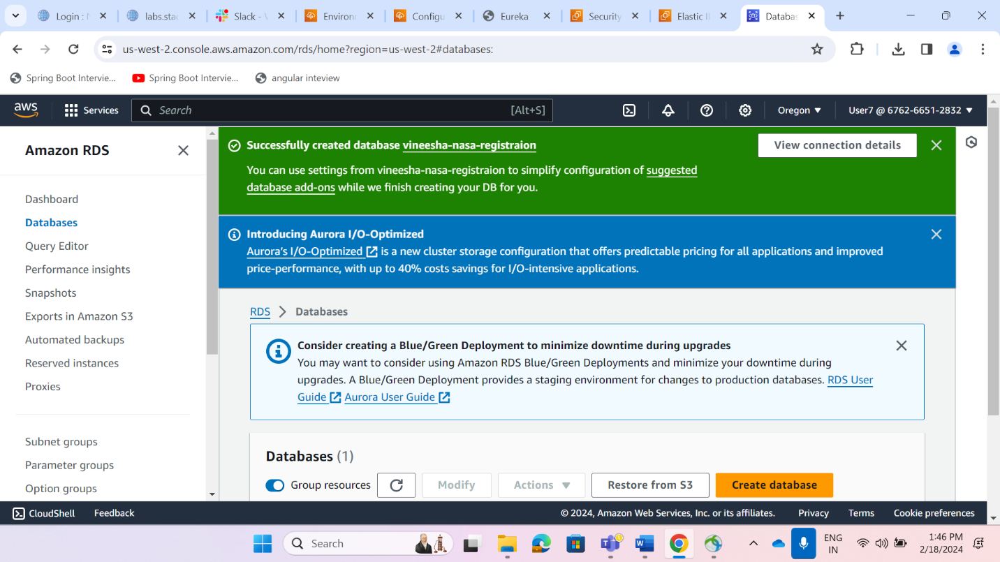 Login : 
labs.stac
Slack - 
Environ
Configu
Eureka
Security
Elastic I
Databas
us-west-2.console.aws.amazon.com/rds/home?region=us-west-2#databases:
Spring Boot Intervie...
Spring Boot Intervie...
angular inteview
aws
Services
Search
[Alt+S]
Oregon
User7 @ 6762-6651-2832
Amazon RDS
Dashboard
Databases
Query Editor
Performance insights
Snapshots
Exports in Amazon S3
Automated backups
Reserved instances
Proxies
Subnet groups
Parameter groups
Option groups
Successfully created database vineesha-nasa-registraion
View connection details
You can use settings from vineesha-nasa-registraion to simplify configuration of suggested
database add-ons while we finish creating your DB for you.
Introducing Aurora I/O-Optimized
Aurora's I/O-Optimized is a new cluster storage configuration that offers predictable pricing for all applications and improved
price-performance, with up to 40% costs savings for I/O-intensive applications.
RDS > Databases
Consider creating a Blue/Green Deployment to minimize downtime during upgrades
You may want to consider using Amazon RDS Blue/Green Deployments and minimize your downtime during
upgrades. A Blue/Green Deployment provides a staging environment for changes to production databases. RDS User
Guide Aurora User Guide
Databases (1)
Group resources
Modify
Actions
Restore from S3
Create database
CloudShell
Feedback
© 2024, Amazon Web Services, Inc. or its affiliates.
Privacy
Terms
Cookie preferences
Search
ENG
IN
1:46 PM
2/18/2024